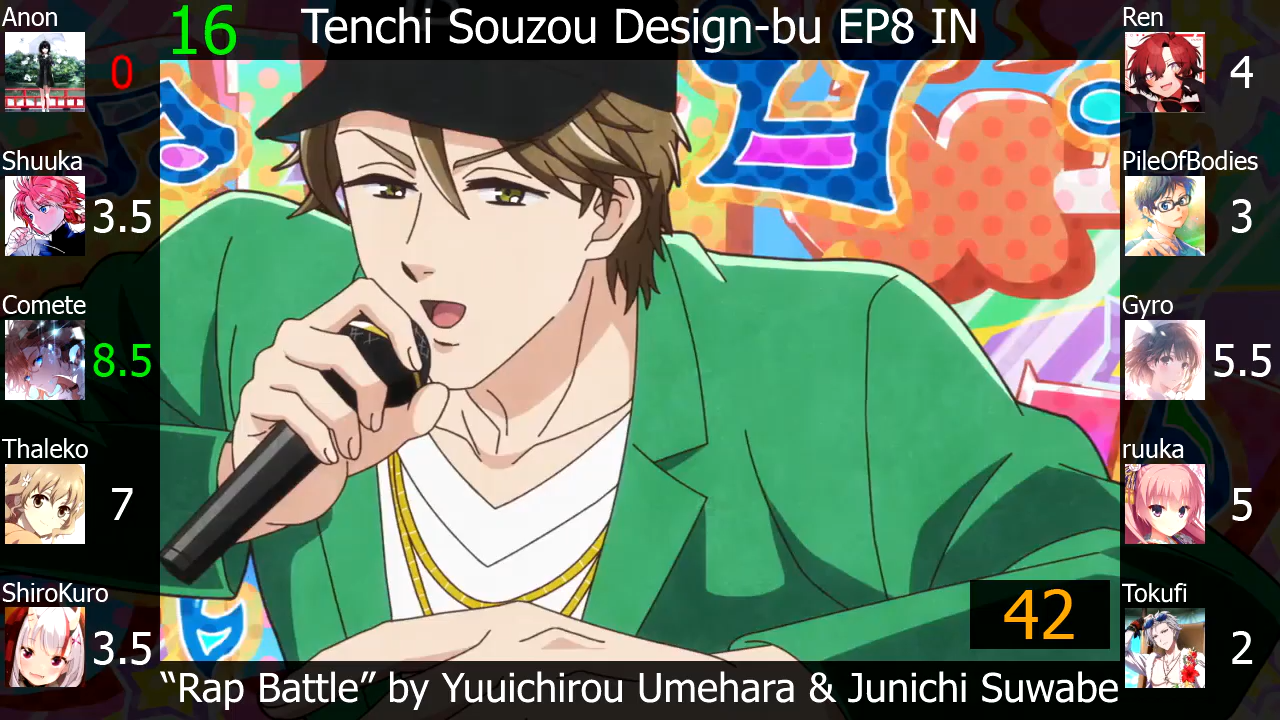 Anon
0
16
Tenchi Souzou Design-bu EP8 IN
Ren
4
Shuuka
3.5
PileOfBodies
3
Comete
8.5
Gyro
5.5
Thaleko
7
ruuka
5
ShiroKuro
3.5
42
Tokufi
2
“Rap Battle” by Yuuichirou Umehara & Junichi Suwabe